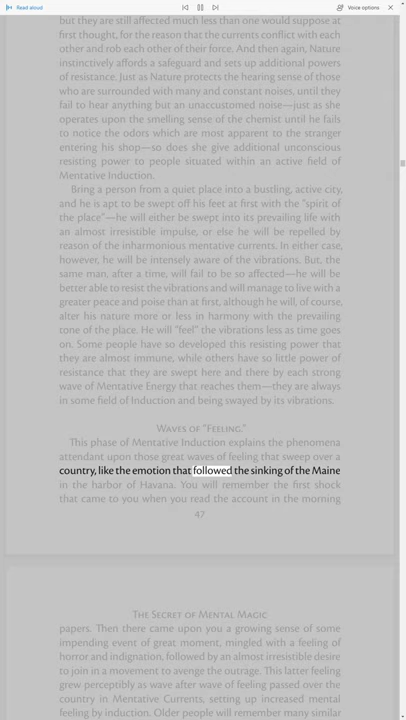 Read aloud
Voice options
but they are still affected much less than one would suppose at
first thought, for the reason that the currents conflict with each
other and rob each other of their force. And then again, Nature
instinctively affords a safeguard and sets up additional powers
of resistance. Just as Nature protects the hearing sense of those
who are surrounded with many and constant noises, until they
fail to hear anything but an unaccustomed noise—just as she
operates upon the smelling sense of the chemist until he fails
to notice the odors which are most apparent to the stranger
entering his shop—so does she give additional unconscious
resisting power to people situated within an active field of
Mentative Induction.
Bring a person from a quiet place into a bustling, active city,
and he is apt to be swept off his feet at first with the "spirit of
the place"—he will either be swept into its prevailing life with
an almost irresistible impulse, or else he will be repelled by
reason of the inharmonious mentative currents. In either case,
however, he will be intensely aware of the vibrations. But, the
same man, after a time, will fail to be so affected—he will be
better able to resist the vibrations and will manage to live with a
greater peace and poise than at first, although he will, of course,
alter his nature more or less in harmony with the prevailing
tone of the place. He will "feel" the vibrations less as time goes
on. Some people have so developed this resisting power that
they are almost immune, while others have so little power of
resistance that they are swept here and there by each strong
wave of Mentative Energy that reaches them—they are always
in some field of Induction and being swayed by its vibrations.
Waves of "Feeling."
This phase of Mentative Induction explains the phenomena
attendant upon those great waves of feeling that sweep over a
country, like the emotion that followed the sinking of the Maine
in the harbor of Havana. You will remember the first shock
that came to you when you read the account in the morning
47
The Secret of Mental Magic
papers. Then there came upon you a growing sense of some
impending event of great moment, mingled with a feeling of
horror and indignation, followed by an almost irresistible desire
to join in a movement to avenge the outrage. This latter feeling
grew perceptibly as wave after wave of feeling passed over the
country in Mentative Currents, setting up increased mental
feeling by induction. Older people will remember many similar